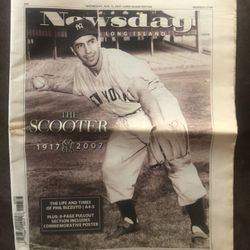 Newsday
LONG ISLAND
NEW YORK
THE
SCOOTER
1917 2007
THE LIFE AND TIMES
OF PHIL RIZZUTO | A4-5
PLUS: 8-PAGE PULLOUT
SECTION INCLUDES
COMMEMORATIVE POSTER